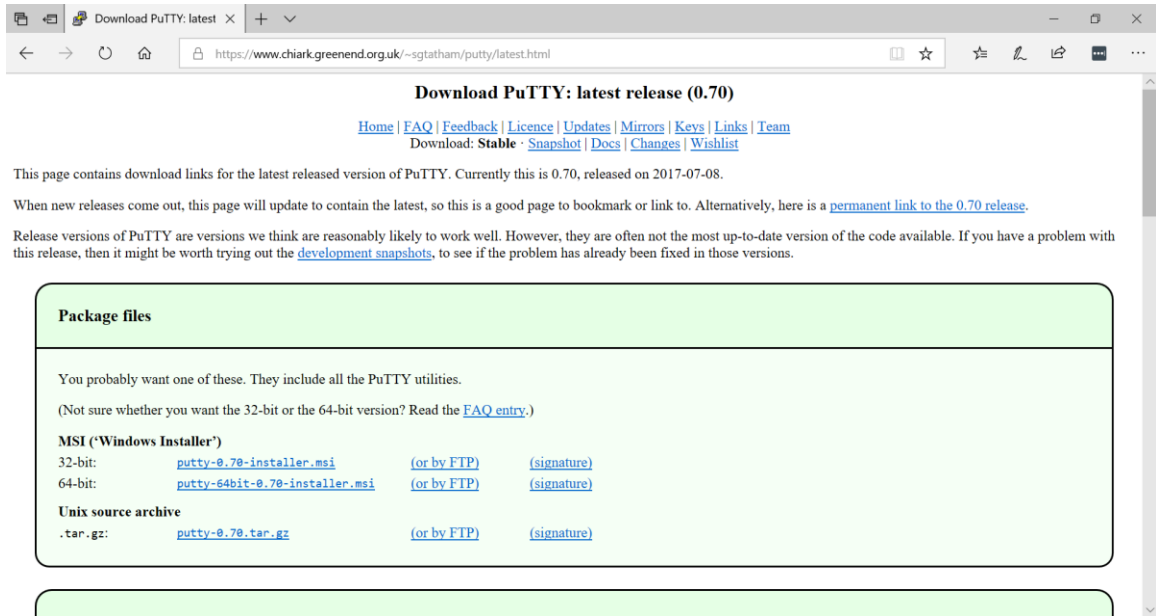 Download PuTTY: latest
https://www.chiark.greenend.org.uk/~sgtatham/putty/latest.html
Download PuTTY: latest release (0.70)
Home | FAQ | Feedback | Licence | Updates | Mirrors | Keys | Links | Team
Download: Stable · Snapshot | Docs | Changes | Wishlist
This page contains download links for the latest released version of PuTTY. Currently this is 0.70, released on 2017-07-08.
When new releases come out, this page will update to contain the latest, so this is a good page to bookmark or link to. Alternatively, here is a permanent link to the 0.70 release.
Release versions of PuTTY are versions we think are reasonably likely to work well. However, they are often not the most up-to-date version of the code available. If you have a problem with
this release, then it might be worth trying out the development snapshots, to see if the problem has already been fixed in those versions.
Package files
You probably want one of these. They include all the PuTTY utilities.
(Not sure whether you want the 32-bit or the 64-bit version? Read the FAQ entry.)
MSI (‘Windows Installer’)
32-bit: putty-0.70-installer.msi (or by FTP) (signature)
64-bit: putty-64bit-0.70-installer.msi (or by FTP) (signature)
Unix source archive
.tar.gz: putty-0.70.tar.gz (or by FTP) (signature)